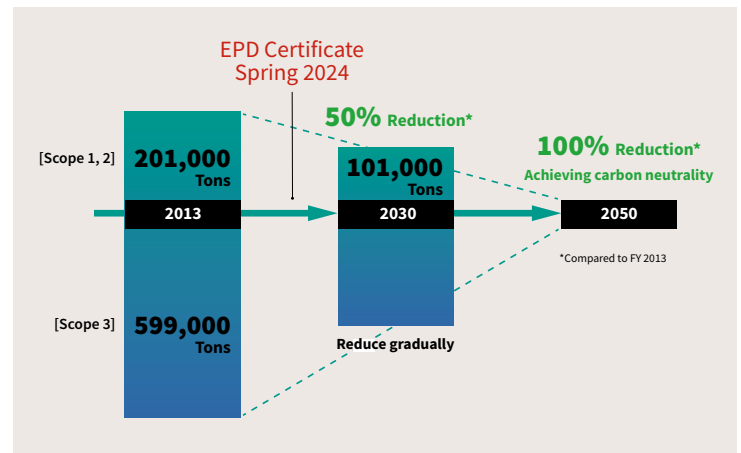 EPD Certificate
Spring 2024
50% Reduction*
100% Reduction*
Achieving carbon neutrality
[Scope 1, 2]
201,000
Tons
101,000
Tons
2013
2030
2050
*Compared to FY 2013
[Scope 3]
599,000
Tons
Reduce gradually